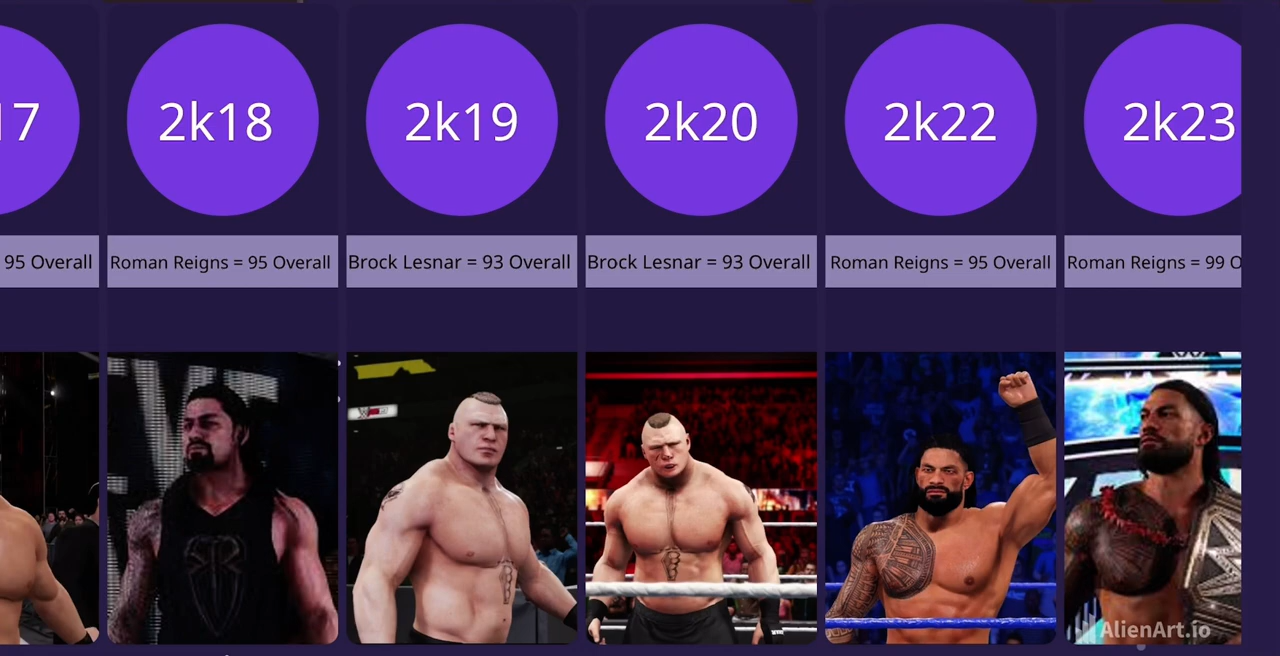 17
2k18
2k19
2k20
2k22
2k23
95 Overall
Roman Reigns = 95 Overall
Brock Lesnar = 93 Overall
Brock Lesnar = 93 Overall
Roman Reigns = 95 Overall
Roman Reigns = 99 O
AlienArt.io